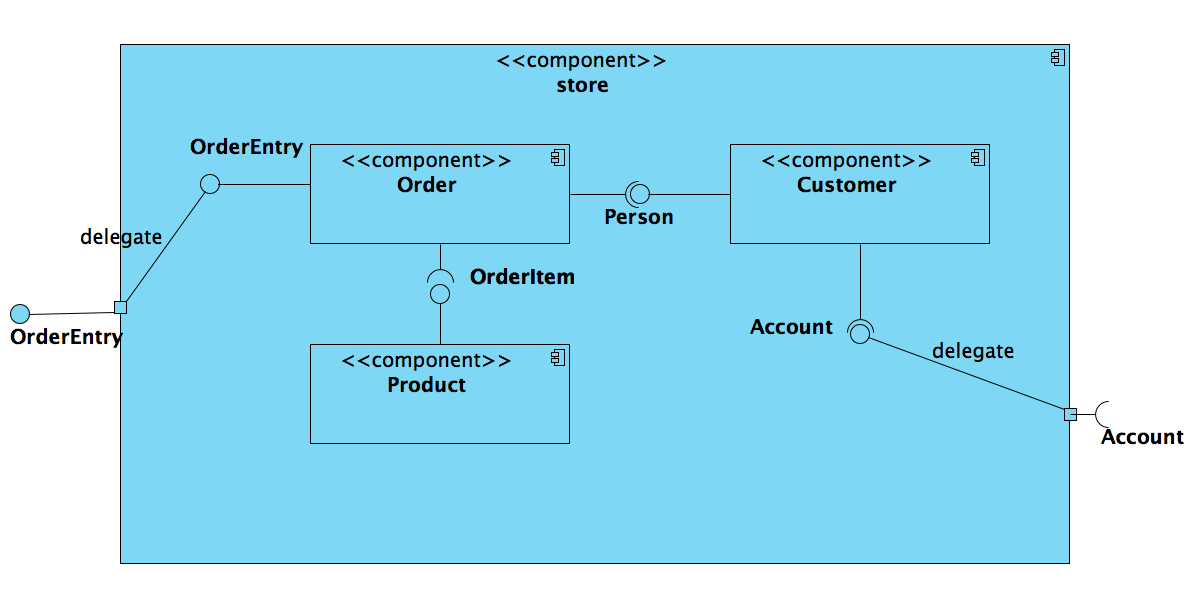 <<component>>
store
OrderEntry
<<component>>
Order
<<component>>
Customer
Person
delegate
OrderItem
OrderEntry
Account
delegate
<<component>>
Product
Account